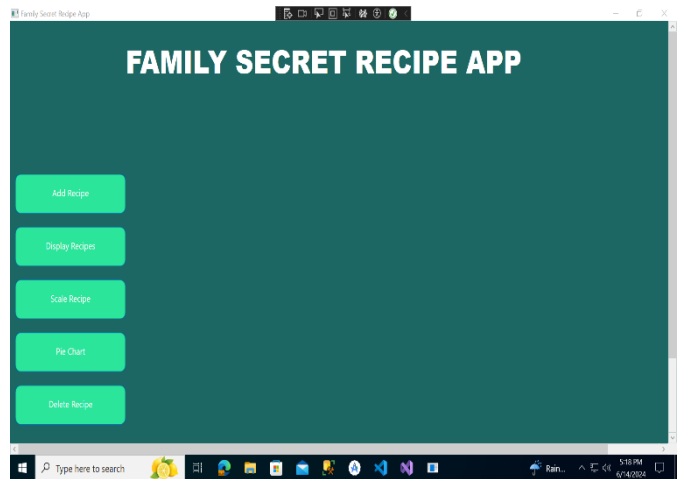 Family Secret Recipe App
FAMILY SECRET RECIPE APP
Add Recipe
Display Recipes
Scale Recipe
Pie Chart
Delete Recipe
Type here to search
Rain...
5:18 PM
6/14/2024